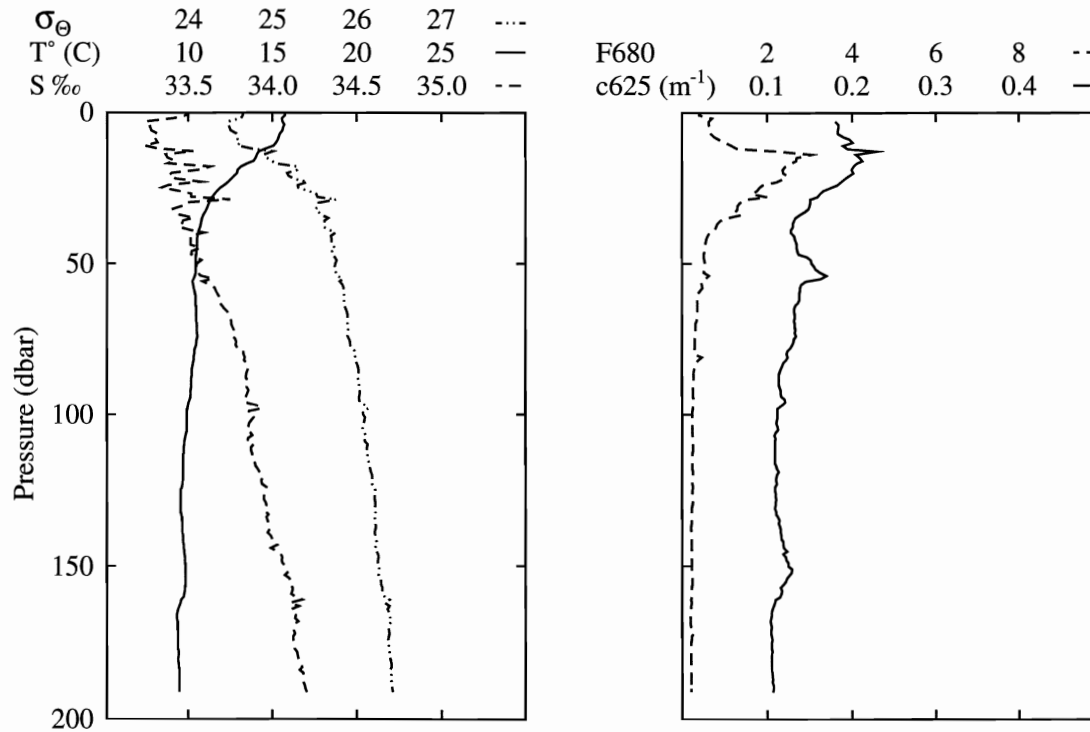 σΘ 24 25 26 27
T° (C) 10 15 20 25
S ‰ 33.5 34.0 34.5 35.0
F680 2 4 6 8
c625 (m⁻¹) 0.1 0.2 0.3 0.4
Pressure (dbar)
0
50
100
150
200